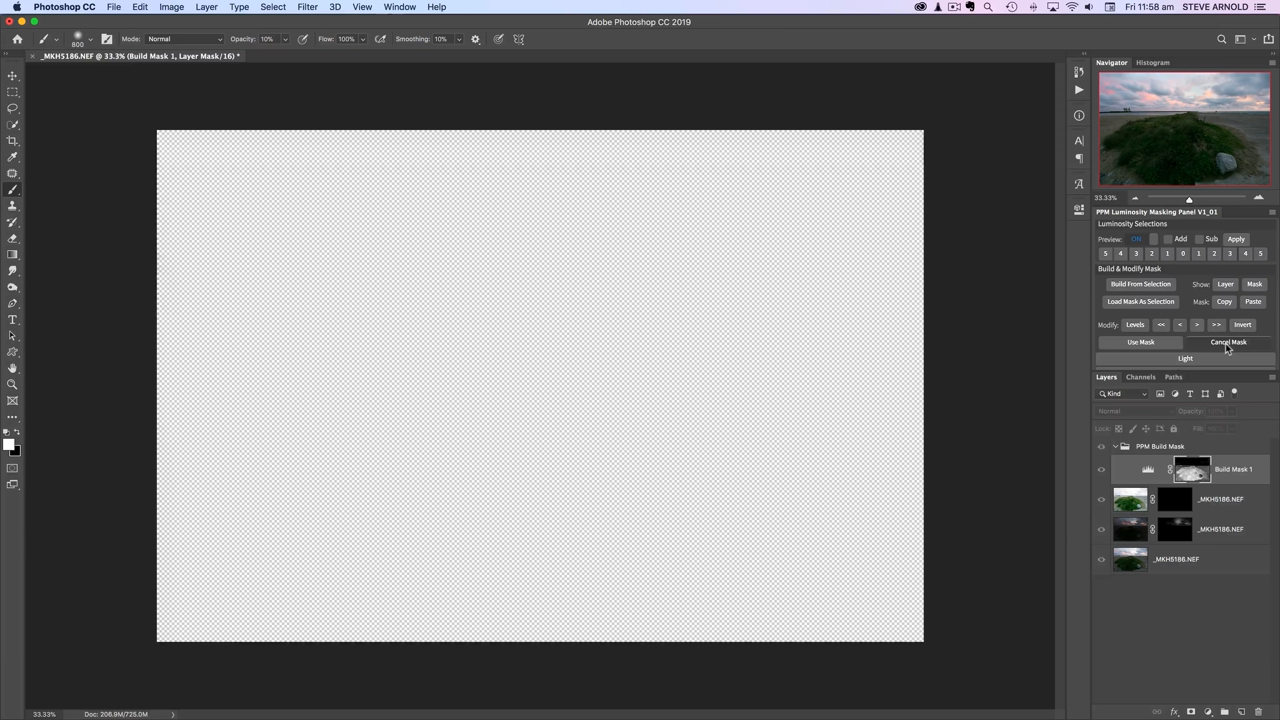 Photoshop CC File Edit Image Layer Type Select Filter 3D View Window Help Fri 11:58 am STEVE ARNOLD
Adobe Photoshop CC 2019
800 Mode: Normal Opacity: 10% Flow: 100% Smoothing: 10%
_MKH5186.NEF @ 33.3% (Build Mask 1, Layer Mask/16) *
Navigator Histogram
33.33%
PPM Luminosity Masking Panel V1_01
Luminosity Selections
Preview: ON Add Sub Apply
5 4 3 2 1 0 1 2 3 4 5
Build & Modify Mask
Build From Selection Show: Layer Mask
Load Mask As Selection Mask: Copy Paste
Modify: Levels << < > >> Invert
Use Mask Cancel Mask
Light
Layers Channels Paths
Kind
Normal Opacity: 100%
Lock: Fill: 100%
PPM Build Mask
Build Mask 1
_MKH5186.NEF
_MKH5186.NEF
_MKH5186.NEF
33.33% Doc: 206.9M/725.0M